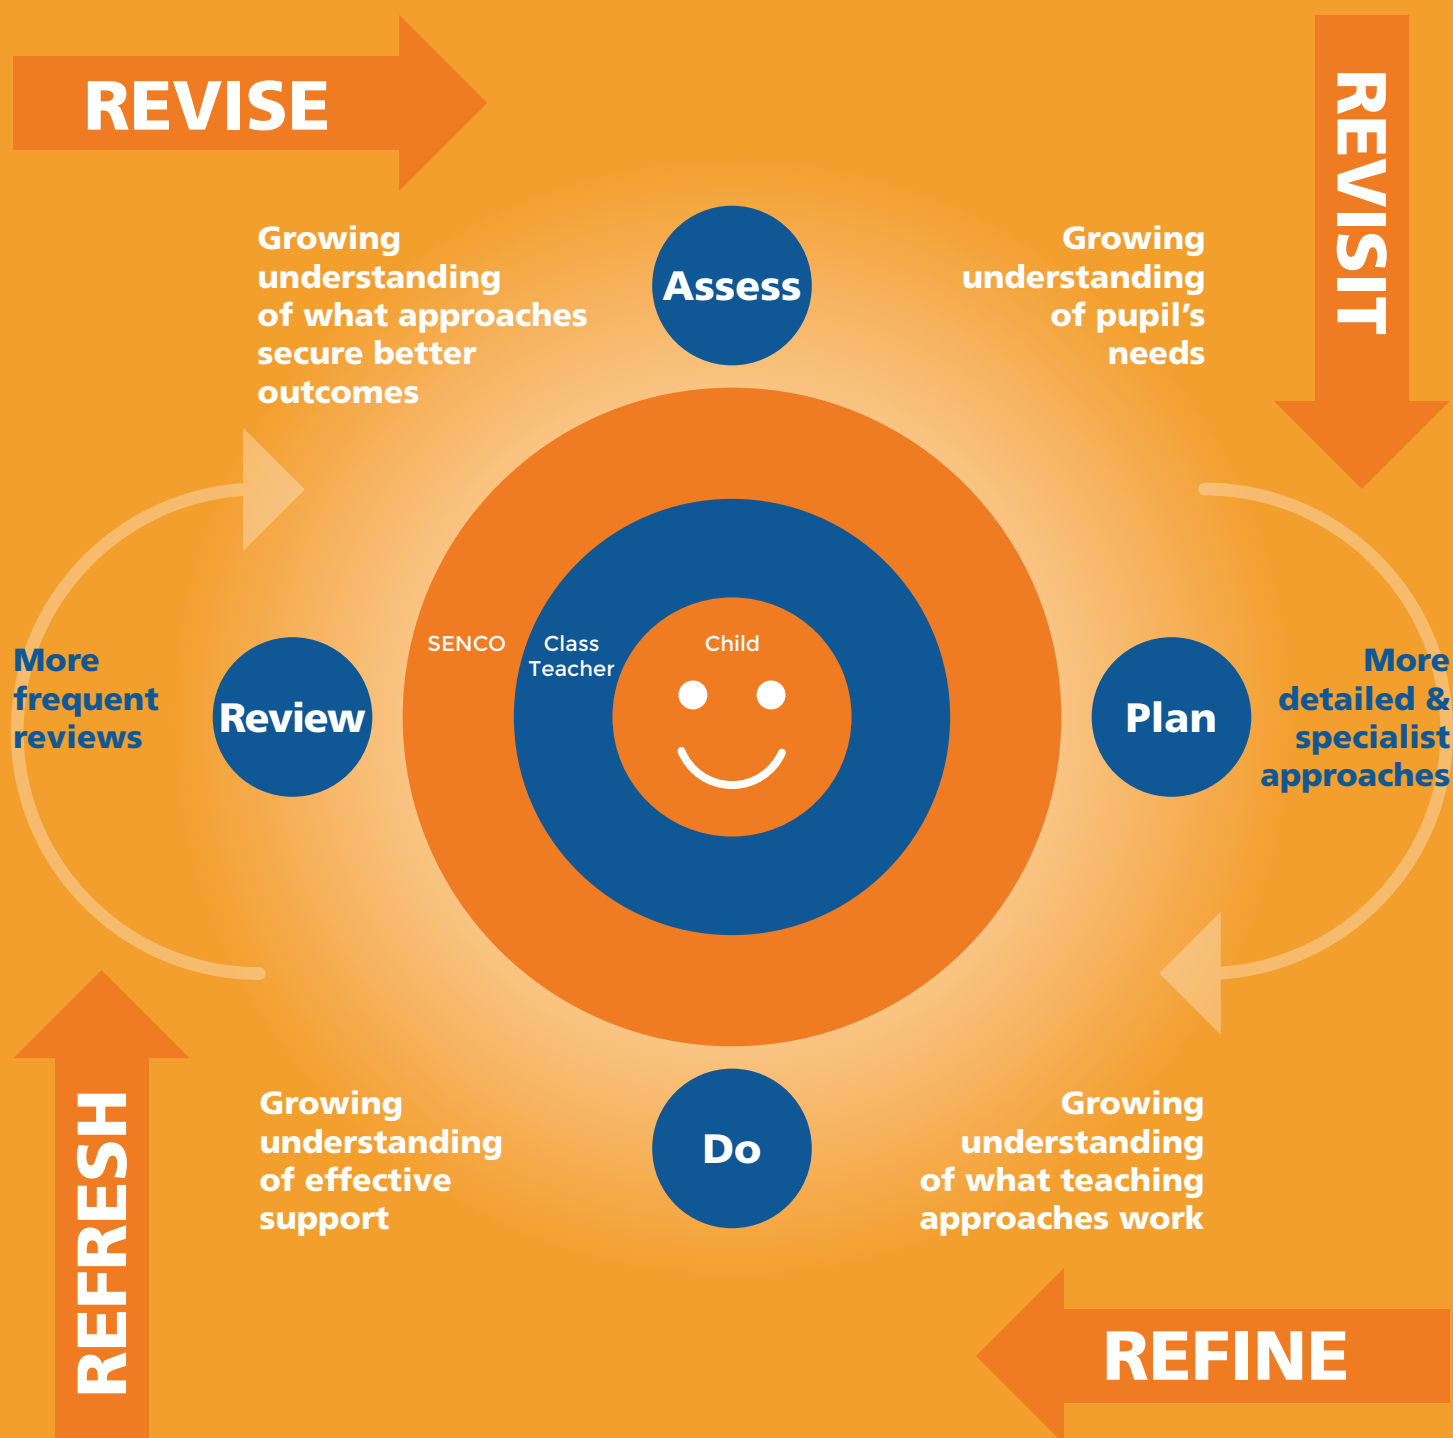 REVISE
REVISIT
Growing
understanding
of what approaches
secure better
outcomes
Assess
Growing
understanding
of pupil’s
needs
More
frequent
reviews
Review
SENCO
Class
Teacher
Child
Plan
More
detailed &
specialist
approaches
REFRESH
Growing
understanding
of effective
support
Do
Growing
understanding
of what teaching
approaches work
REFINE